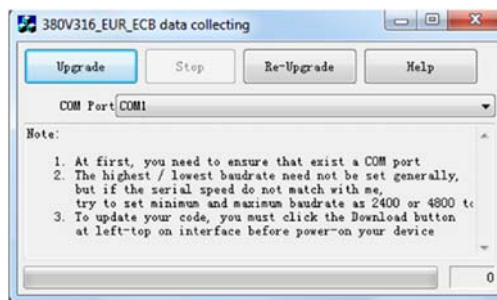 380V316_EUR_ECB data collecting
Upgrade Stop Re-Upgrade Help
COM Port COM1
Note:
1. At first, you need to ensure that exist a COM port
2. The highest / lowest baudrate need not be set generally,
but if the serial speed do not match with me,
try to set minimum and maximum baudrate as 2400 or 4800 to
3. To update your code, you must click the Download button
at left-top on interface before power-on your device
0